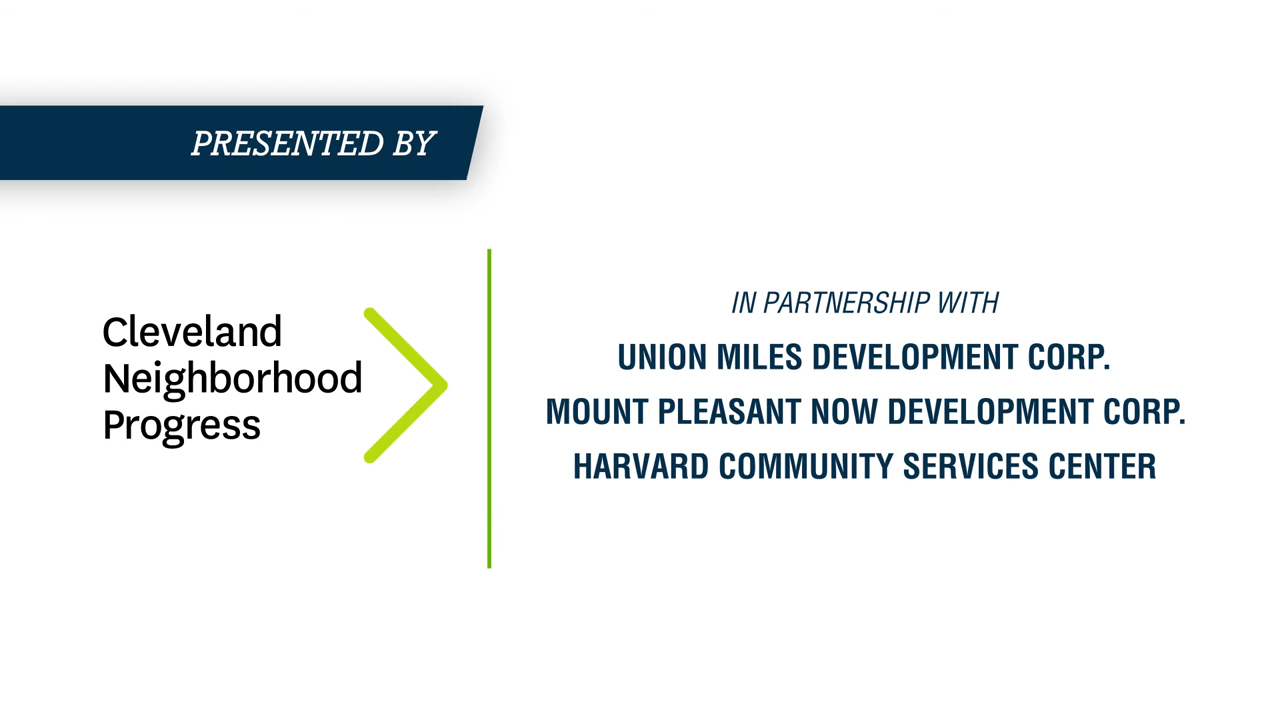 PRESENTED BY
Cleveland
Neighborhood
Progress
IN PARTNERSHIP WITH
UNION MILES DEVELOPMENT CORP.
MOUNT PLEASANT NOW DEVELOPMENT CORP.
HARVARD COMMUNITY SERVICES CENTER